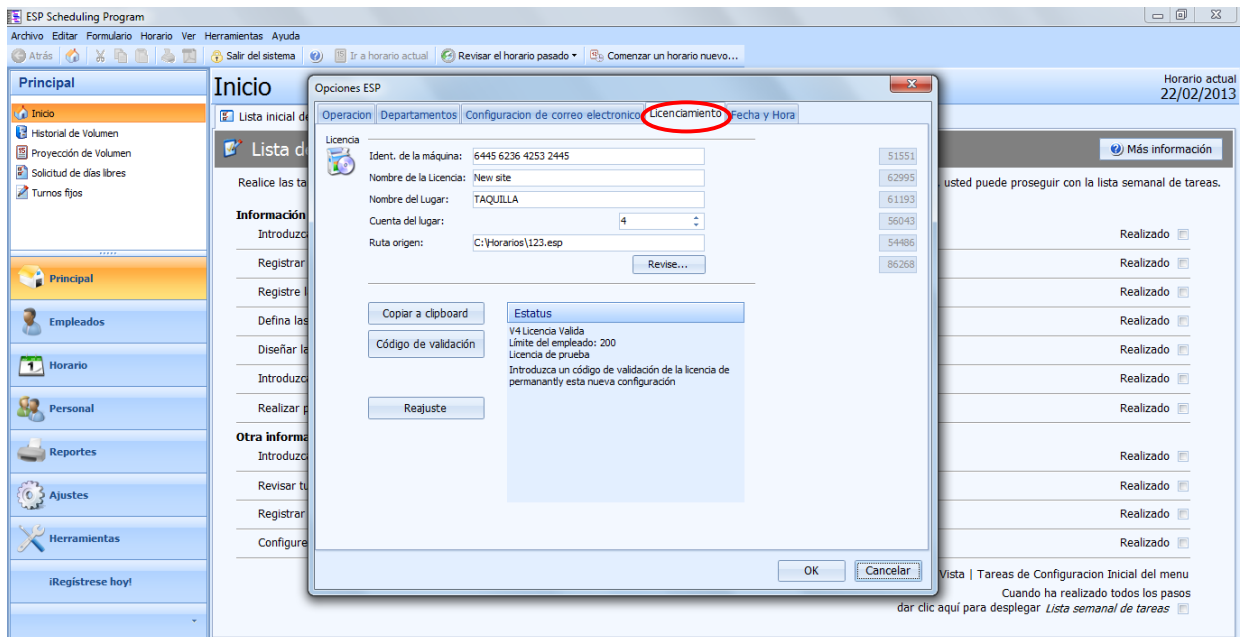 ESP Scheduling Program
Archivo Editar Formulario Horario Ver Herramientas Ayuda
Atrás Salir del sistema Ir a horario actual Revisar el horario pasado Comenzar un horario nuevo...
Principal
Inicio
Historial de Volumen
Proyección de Volumen
Solicitud de días libres
Turnos fijos
Principal
Empleados
Horario
Personal
Reportes
Ajustes
Herramientas
¡Regístrese hoy!
Inicio
Horario actual
22/02/2013
Lista inicial d
Lista d
Más información
Realice las ta
usted puede proseguir con la lista semanal de tareas.
Información
Introduzc
Realizado
Registrar
Realizado
Registre l
Realizado
Defina las
Realizado
Diseñar la
Realizado
Introduzc
Realizado
Realizar p
Realizado
Otra informa
Introduzc
Realizado
Revisar tu
Realizado
Registrar
Realizado
Configure
Realizado
Vista | Tareas de Configuracion Inicial del menu
Cuando ha realizado todos los pasos
dar clic aquí para desplegar Lista semanal de tareas
Opciones ESP
Operacion Departamentos Configuracion de correo electronico Licenciamiento Fecha y Hora
Licencia
Ident. de la máquina: 6445 6236 4253 2445 51551
Nombre de la Licencia: New site 62995
Nombre del Lugar: TAQUILLA 61193
Cuenta del lugar: 4 56043
Ruta origen: C:\Horarios\123.esp 54486
Revise... 86268
Copiar a clipboard
Código de validación
Reajuste
Estatus
V4 Licencia Valida
Límite del empleado: 200
Licencia de prueba
Introduzca un código de validación de la licencia de
permanantly esta nueva configuración
OK Cancelar